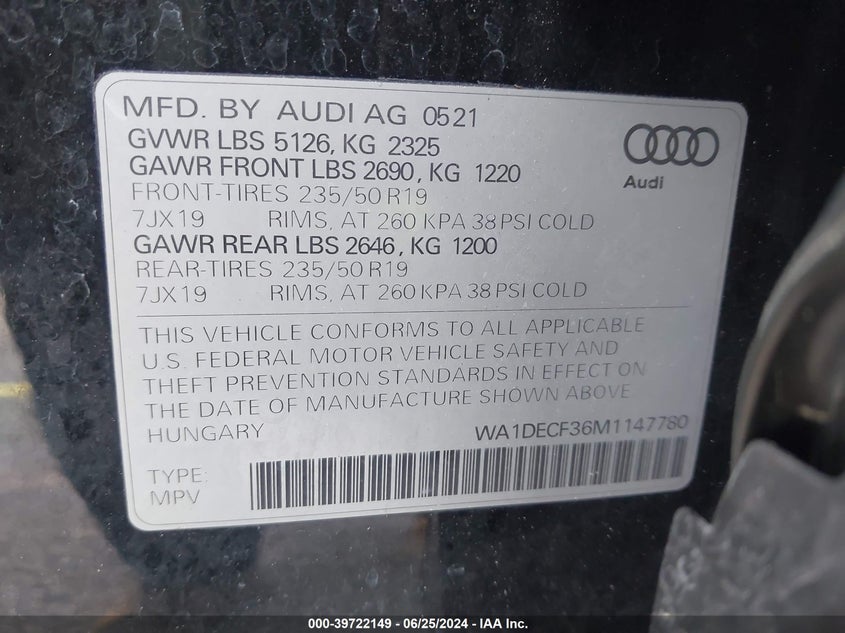 MFD. BY AUDI AG 0521
GVWR LBS 5126, KG 2325
GAWR FRONT LBS 2690, KG 1220
FRONT-TIRES 235/50 R19
7JX19 RIMS, AT 260 KPA 38 PSI COLD
GAWR REAR LBS 2646, KG 1200
REAR-TIRES 235/50 R19
7JX19 RIMS, AT 260 KPA 38 PSI COLD
Audi
THIS VEHICLE CONFORMS TO ALL APPLICABLE
U.S. FEDERAL MOTOR VEHICLE SAFETY AND
THEFT PREVENTION STANDARDS IN EFFECT ON
THE DATE OF MANUFACTURE SHOWN ABOVE
HUNGARY WA1DECF36M1147780
TYPE:
MPV
000-39722149 - 06/25/2024 - IAA Inc.